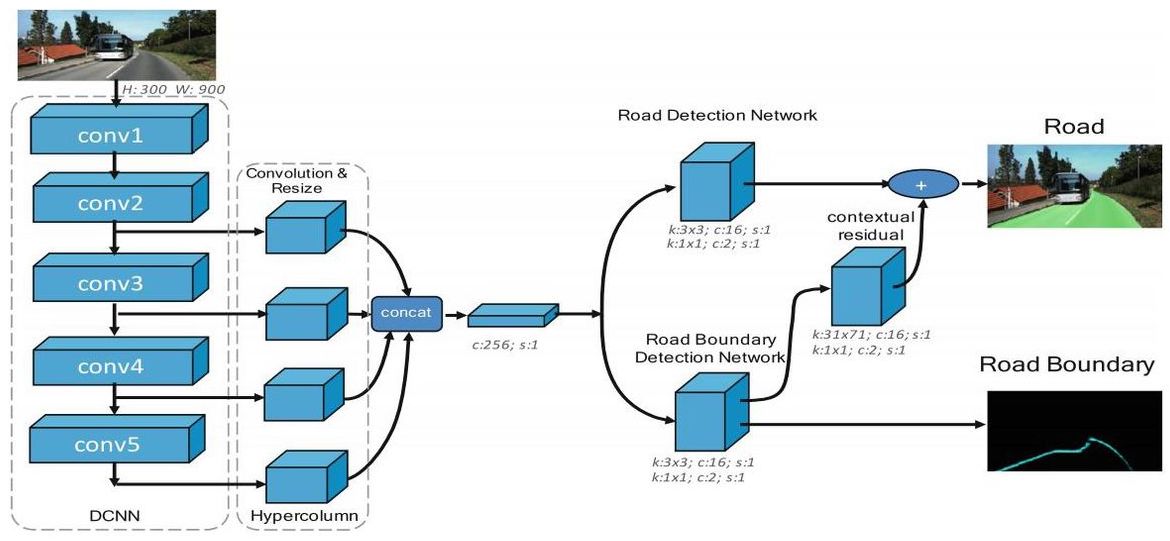 H: 300 W: 900
conv1
conv2
conv3
conv4
conv5
DCNN
Convolution &
Resize
Hypercolumn
concat
c:256; s:1
Road Detection Network
k:3x3; c:16; s:1
k:1x1; c:2; s:1
Road Boundary
Detection Network
k:3x3; c:16; s:1
k:1x1; c:2; s:1
contextual
residual
k:31x71; c:16; s:1
k:1x1; c:2; s:1
+
Road
Road Boundary